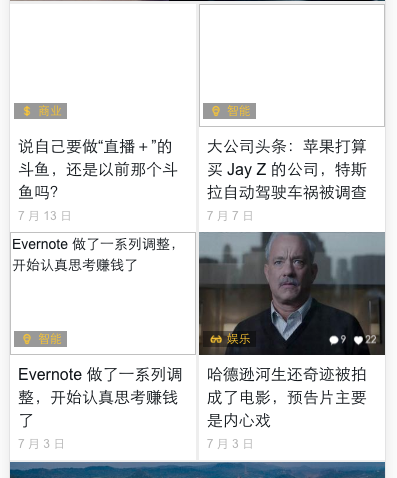 商业
说自己要做“直播＋”的
斗鱼，还是以前那个斗
鱼吗？
7 月 13 日
智能
大公司头条：苹果打算
买 Jay Z 的公司，特斯
拉自动驾驶车祸被调查
7 月 7 日
Evernote 做了一系列调整，
开始认真思考赚钱了
智能
Evernote 做了一系列调
整，开始认真思考赚钱
了
7 月 3 日
娱乐
9 22
哈德逊河生还奇迹被拍
成了电影，预告片主要
是内心戏
7 月 3 日